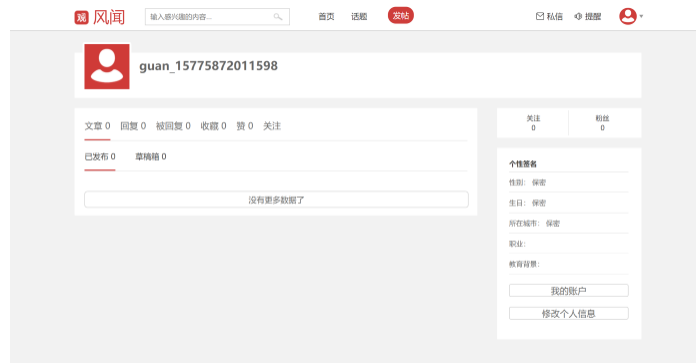 观 风闻 输入感兴趣的内容... 首页 话题 发帖 私信 提醒
guan_15775872011598
文章 0 回复 0 被回复 0 收藏 0 赞 0 关注
已发布 0 草稿箱 0
没有更多数据了
关注 粉丝
0 0
个性签名
性别: 保密
生日: 保密
所在城市: 保密
职业:
教育背景:
我的账户
修改个人信息